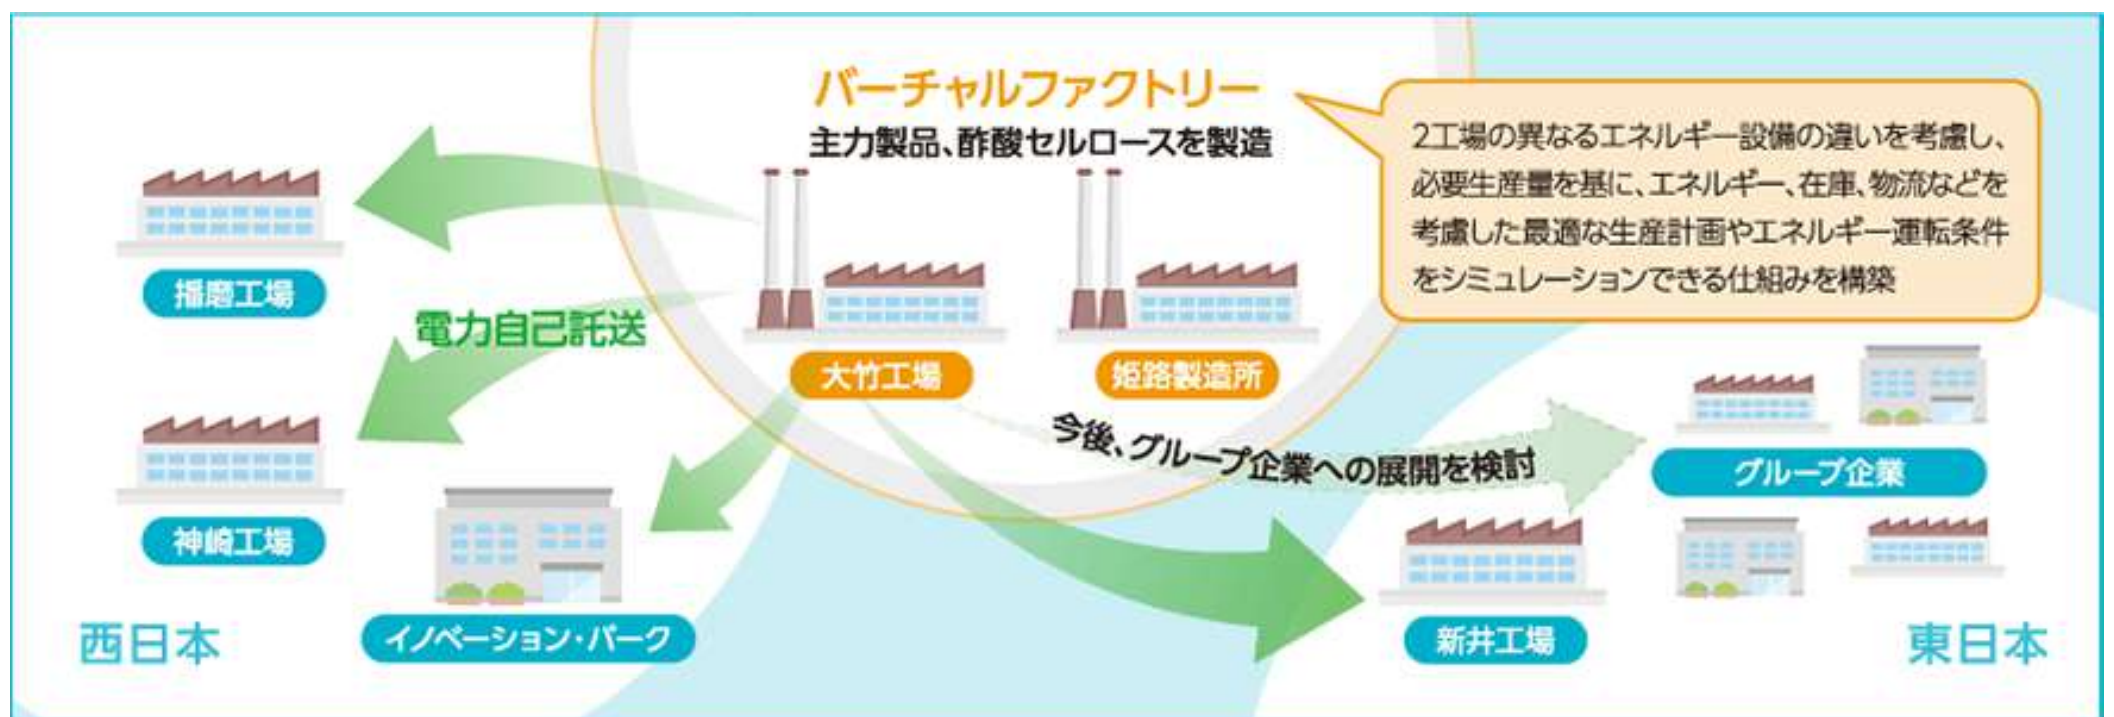 バーチャルファクトリー
主力製品、酢酸セルロースを製造
2工場の異なるエネルギー設備の違いを考慮し、
必要生産量を基に、エネルギー、在庫、物流などを
考慮した最適な生産計画やエネルギー運転条件
をシミュレーションできる仕組みを構築
播磨工場
電力自己託送
大竹工場
姫路製造所
今後、グループ企業への展開を検討
グループ企業
神崎工場
イノベーション・パーク
新井工場
西日本
東日本